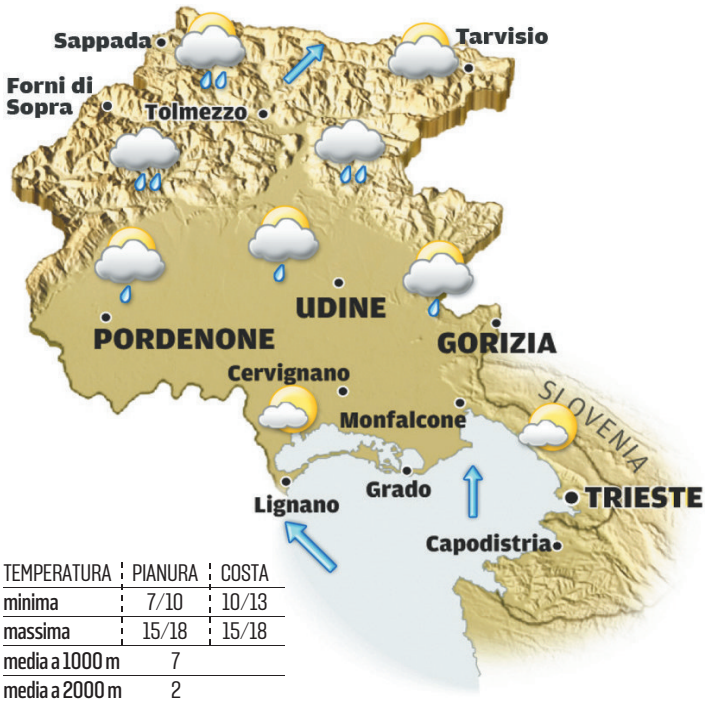 Sappada
Tarvisio
Forni di
Sopra
Tolmezzo
UDINE
PORDENONE
GORIZIA
Cervignano
SLOVENIA
Monfalcone
Grado
Lignano
TRIESTE
Capodistria
TEMPERATURA PIANURA COSTA
minima 7/10 10/13
massima 15/18 15/18
media a 1000 m 7
media a 2000 m 2